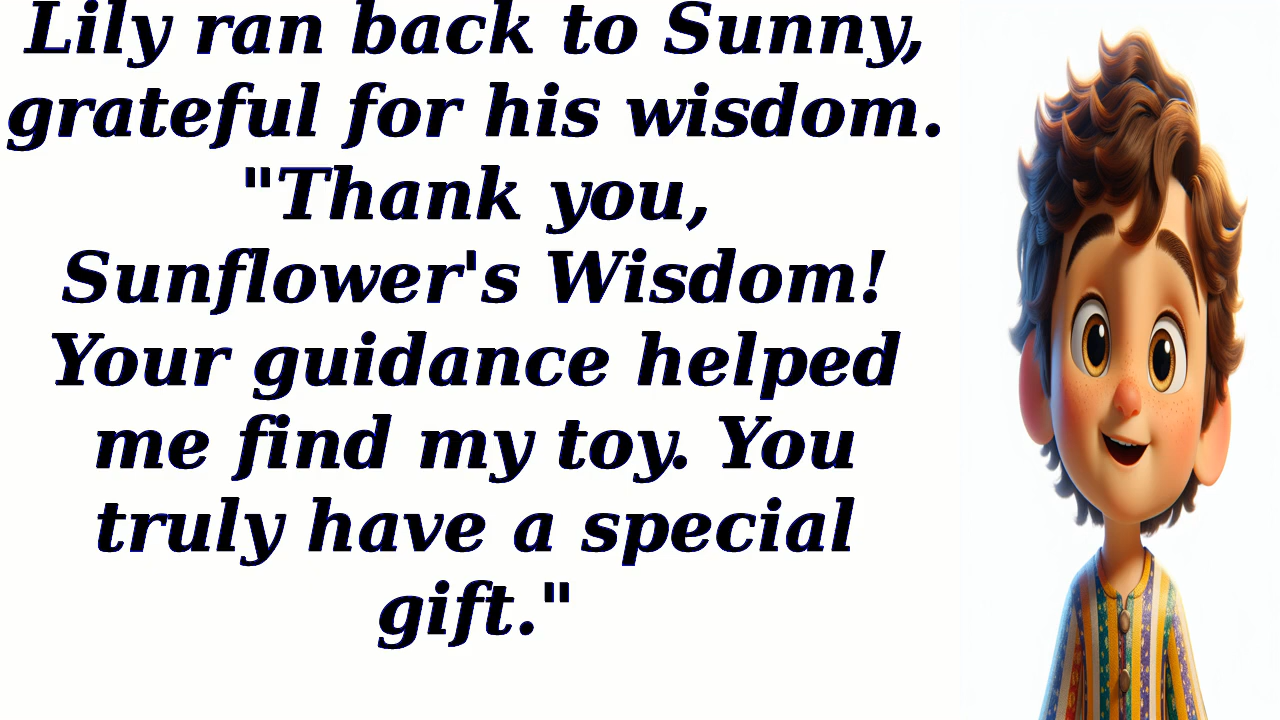 Lily ran back to Sunny,
grateful for his wisdom.
"Thank you,
Sunflower's Wisdom!
Your guidance helped
me find my toy. You
truly have a special
gift."